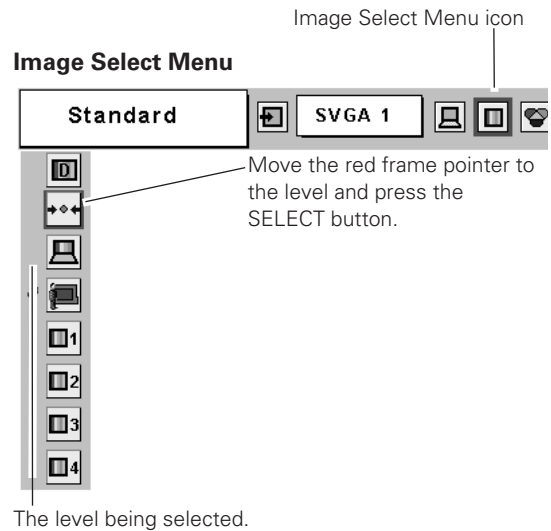 Image Select Menu icon
Image Select Menu
Standard
SVGA 1
D
Move the red frame pointer to
the level and press the
SELECT button.
1
2
3
4
The level being selected.